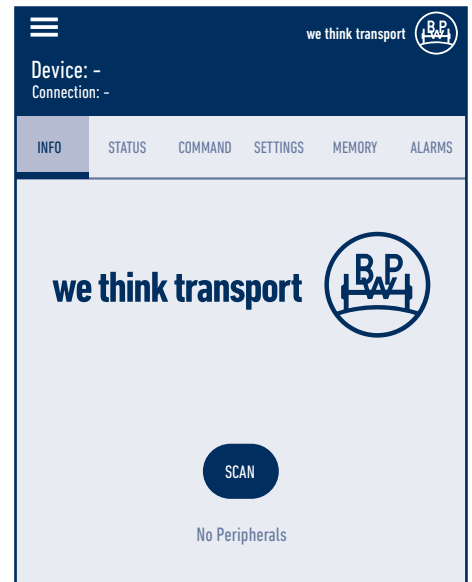 we think transport BPW
Device: -
Connection: -
INFO STATUS COMMAND SETTINGS MEMORY ALARMS
we think transport BPW
SCAN
No Peripherals